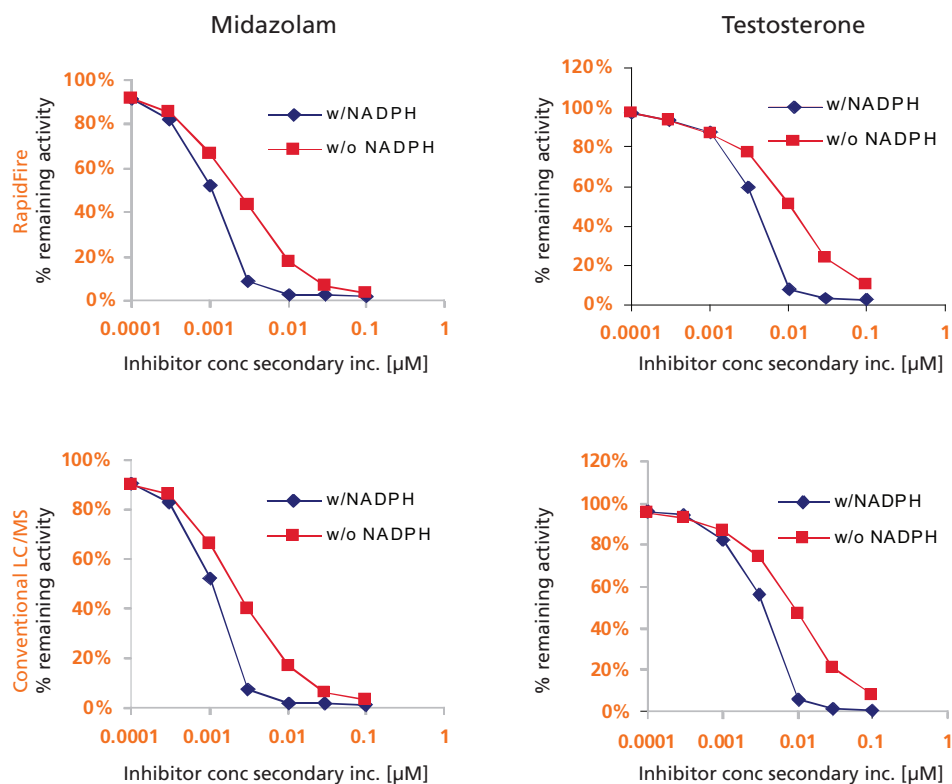 Midazolam
Testosterone
RapidFire
% remaining activity
100%
80%
60%
40%
20%
0%
0.0001 0.001 0.01 0.1 1
w/NADPH
w/o NADPH
Inhibitor conc secondary inc. [µM]
% remaining activity
120%
100%
80%
60%
40%
20%
0%
0.0001 0.001 0.01 0.1 1
w/NADPH
w/o NADPH
Inhibitor conc secondary inc. [µM]
Conventional LC/MS
% remaining activity
100%
80%
60%
40%
20%
0%
0.0001 0.001 0.01 0.1 1
w/NADPH
w/o NADPH
Inhibitor conc secondary inc. [µM]
% remaining activity
120%
100%
80%
60%
40%
20%
0%
0.0001 0.001 0.01 0.1 1
w/NADPH
w/o NADPH
Inhibitor conc secondary inc. [µM]